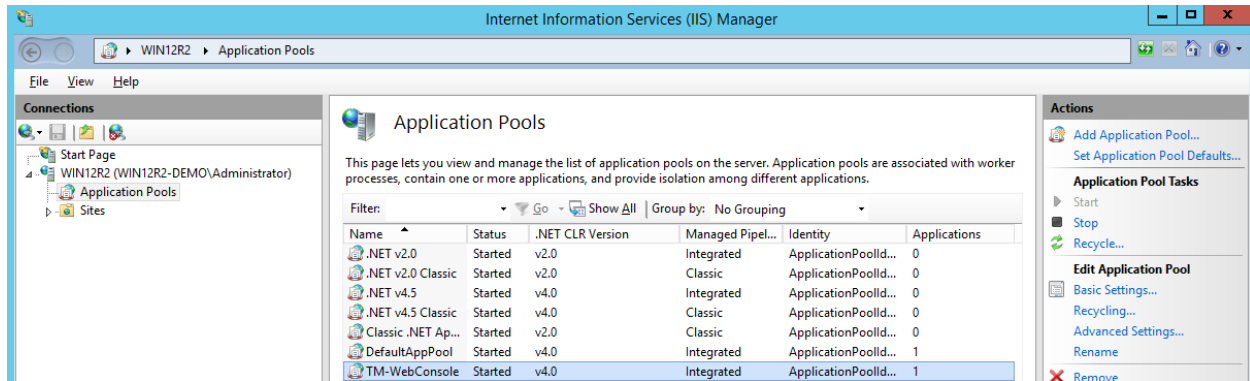 Internet Information Services (IIS) Manager
WIN12R2 Application Pools
File View Help
Connections
Start Page
WIN12R2 (WIN12R2-DEMO\Administrator)
Application Pools
Sites
Application Pools
This page lets you view and manage the list of application pools on the server. Application pools are associated with worker
processes, contain one or more applications, and provide isolation among different applications.
Filter: Go Show All Group by: No Grouping
Name Status .NET CLR Version Managed Pipel... Identity Applications
.NET v2.0 Started v2.0 Integrated ApplicationPoolId... 0
.NET v2.0 Classic Started v2.0 Classic ApplicationPoolId... 0
.NET v4.5 Started v4.0 Integrated ApplicationPoolId... 0
.NET v4.5 Classic Started v4.0 Classic ApplicationPoolId... 0
Classic .NET Ap... Started v2.0 Classic ApplicationPoolId... 0
DefaultAppPool Started v4.0 Integrated ApplicationPoolId... 1
TM-WebConsole Started v4.0 Integrated ApplicationPoolId... 1
Actions
Add Application Pool...
Set Application Pool Defaults...
Application Pool Tasks
Start
Stop
Recycle...
Edit Application Pool
Basic Settings...
Recycling...
Advanced Settings...
Rename
Remove